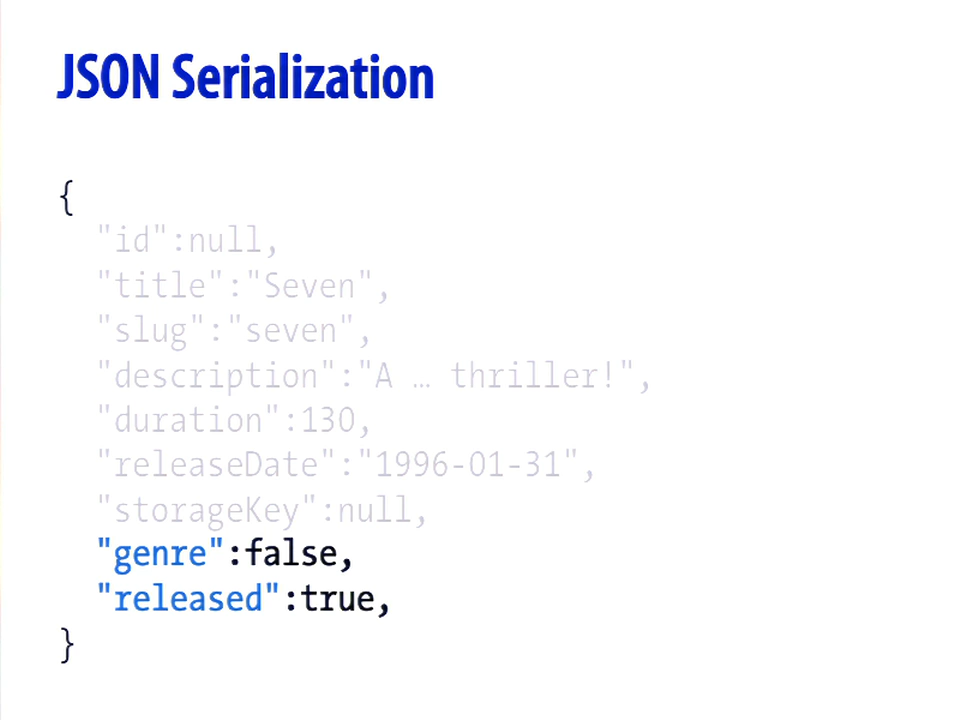 JSON Serialization
{
"id":null,
"title":"Seven",
"slug":"seven",
"description":"A … thriller!",
"duration":130,
"releaseDate":"1996-01-31",
"storageKey":null,
"genre":false,
"released":true,
}